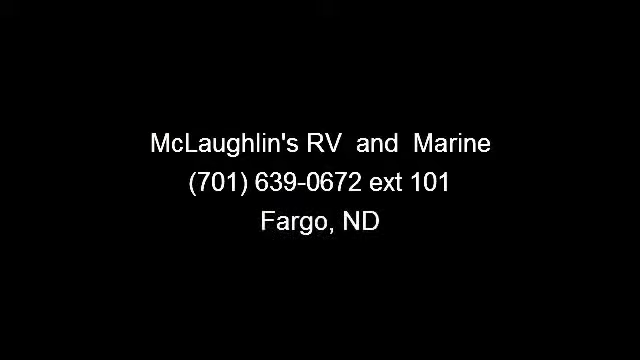 McLaughlin's RV  and  Marine
(701) 639-0672 ext 101
Fargo, ND